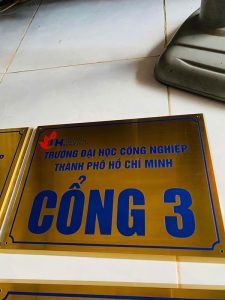 TRƯỜNG ĐẠI HỌC CÔNG NGHIỆP
THÀNH PHỐ HỒ CHÍ MINH
CỔNG 3